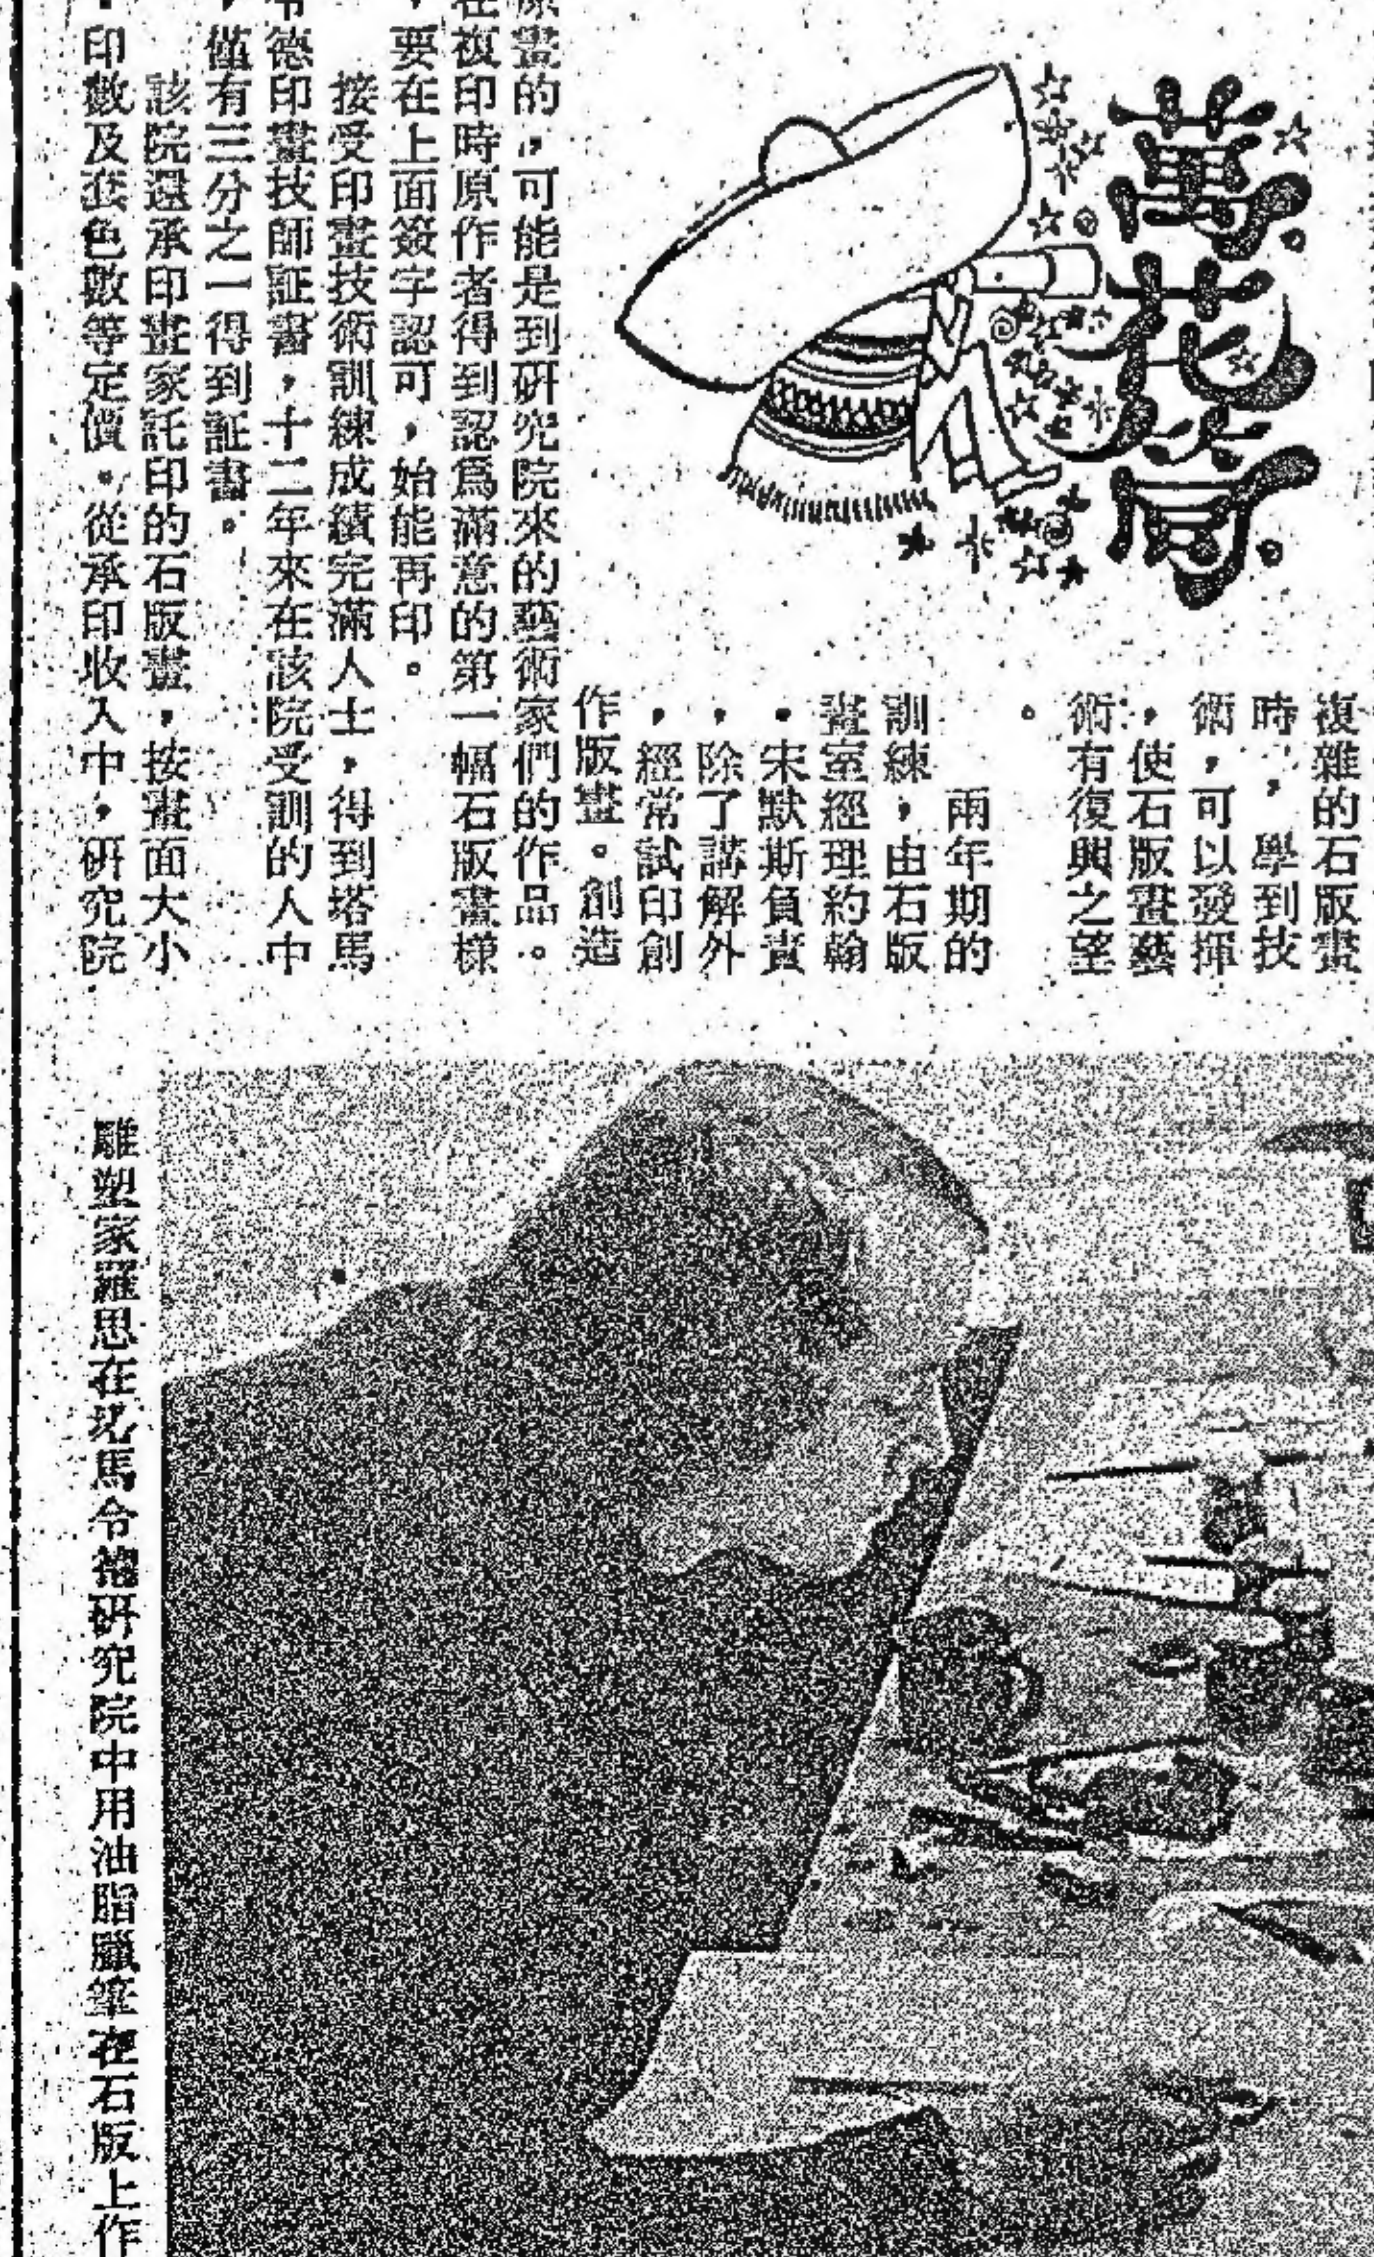 萬花筒
複雜的石版畫
時,學到技
術,可以發揮
,使石版畫藝
術有復興之望
。
兩年期的
訓練,由石版
畫室經理約翰
•宋默斯負責
,除了講解外
,經常試印創
作版畫。創造
原畫的,可能是到研究院來的藝術家們的作品。
在複印時原作者得到認爲滿意的第一幅石版畫樣
,要在上面簽字認可,始能再印。
接受印畫技術訓練成績完滿人士,得到塔馬
令德印畫技師証書,十二年來在該院受訓的人中
,僅有三分之一得到証書。
該院還承印畫家託印的石版畫,按畫面大小
、印數及套色數等定價。從承印收入中,研究院
雕塑家羅思在塔馬令德研究院中用油脂臘筆在石版上作